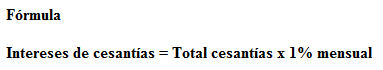 Fórmula
Intereses de cesantías = Total cesantías x 1% mensual